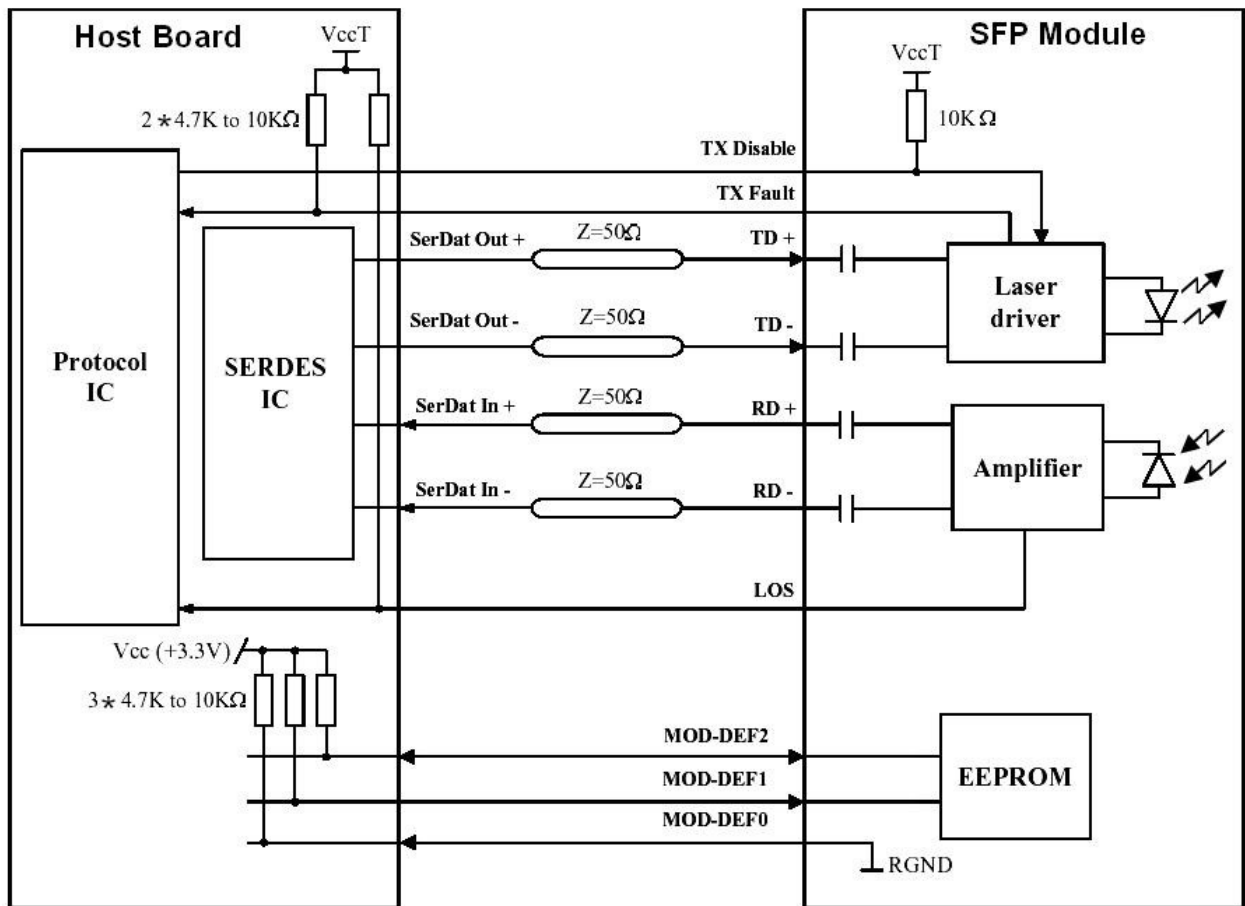 Host Board
VccT
2*4.7K to 10KΩ
SFP Module
VccT
10KΩ
TX Disable
TX Fault
SerDat Out +
Z=50Ω
TD +
SerDat Out -
Z=50Ω
TD -
SerDat In +
Z=50Ω
RD +
SerDat In -
Z=50Ω
RD -
Protocol
IC
SERDES
IC
Laser
driver
Amplifier
LOS
Vcc (+3.3V)
3*4.7K to 10KΩ
MOD-DEF2
MOD-DEF1
MOD-DEF0
EEPROM
RGND